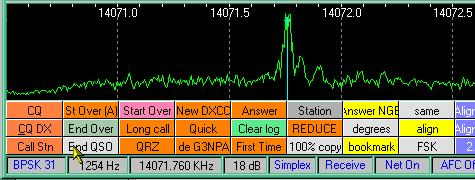 14071.0 14071.5 14072.0 14072.5
CQ St Over (A) Start Over New DXCC Answer Station Answer NGE same
CQ DX End Over Long call Quick Clear log REDUCE degrees align
Call Stn End QSO QRZ de G3NPA First Time 100% copy bookmark FSK 2
BPSK 31 1254 Hz 14071.760 KHz 18 dB Simplex Receive Net On AFC